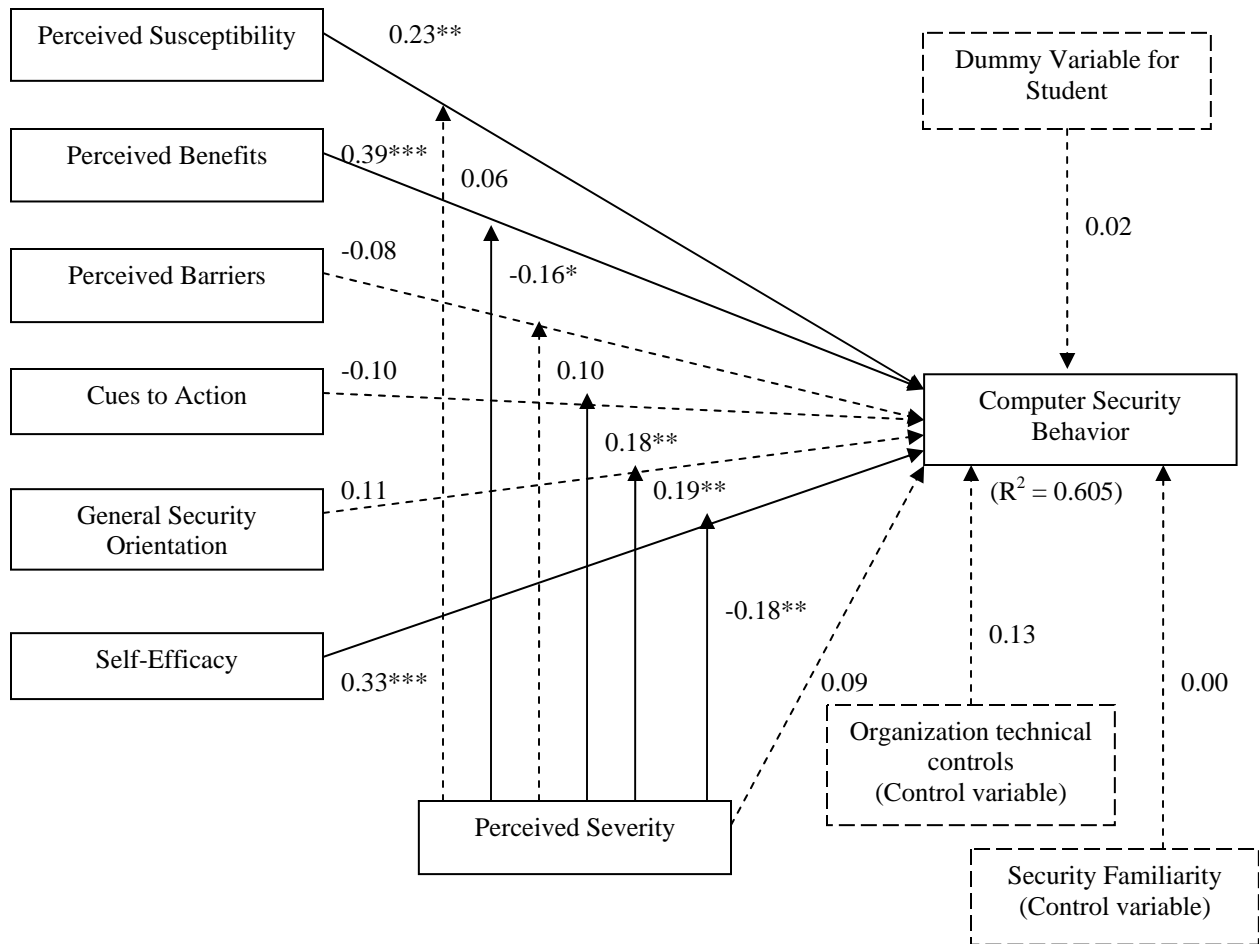 Perceived Susceptibility
0.23**
Dummy Variable for
Student
Perceived Benefits
0.39***
0.06
0.02
Perceived Barriers
-0.08
-0.16*
Cues to Action
-0.10
0.10
Computer Security
Behavior
0.18**
(R² = 0.605)
General Security
Orientation
0.11
0.19**
-0.18**
Self-Efficacy
0.33***
0.09
0.13
0.00
Organization technical
controls
(Control variable)
Perceived Severity
Security Familiarity
(Control variable)